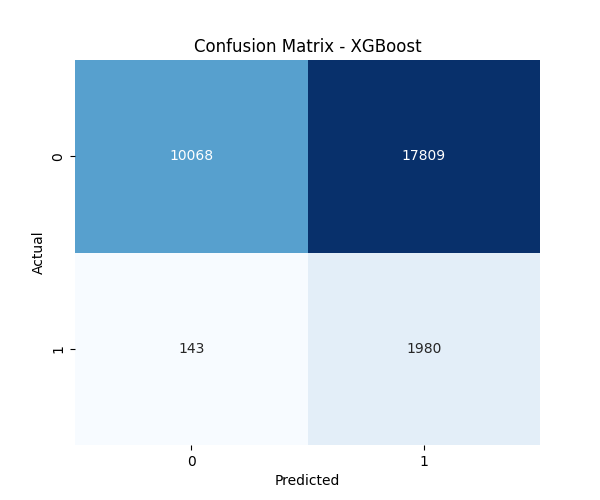 Confusion Matrix - XGBoost
Actual
0
10068
17809
1
143
1980
0
1
Predicted